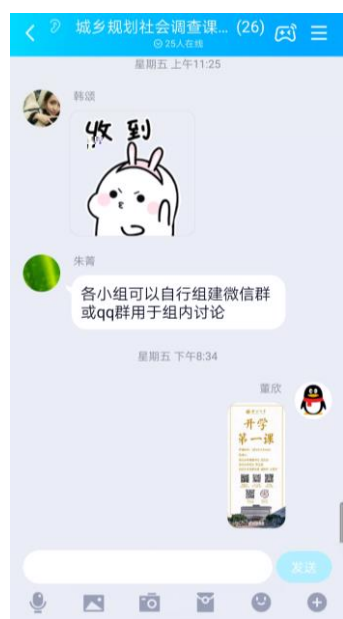 城乡规划社会调查课... (26)
25人在线
星期五 上午11:25
韩颂
收到
朱菁
各小组可以自行组建微信群
或qq群用于组内讨论
星期五 下午8:34
董欣
开学
第一课
发送